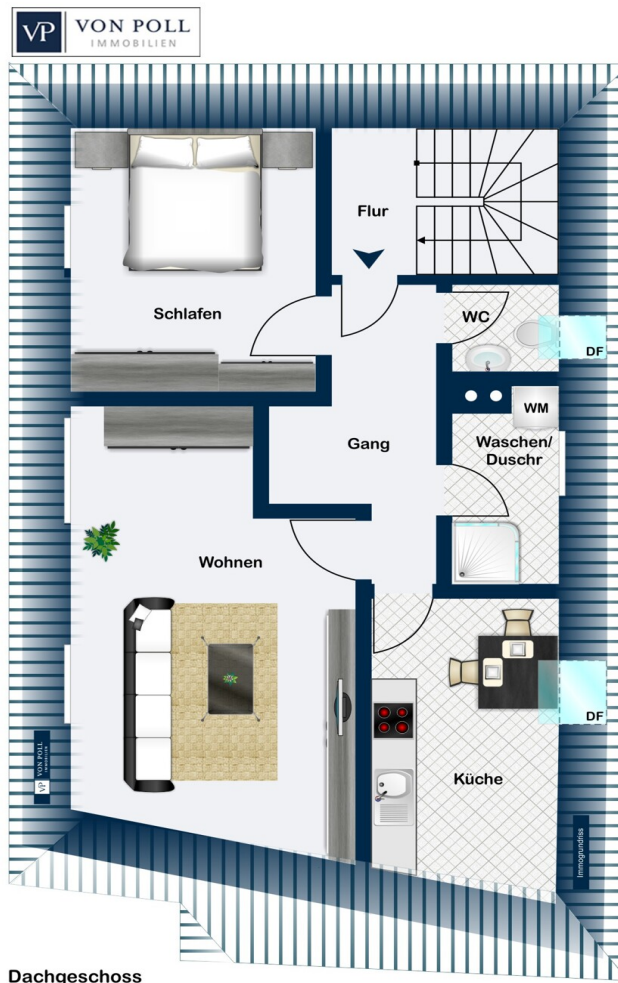 VP VON POLL
IMMOBILIEN
Flur
Schlafen
WC
DF
WM
Gang
Waschen/
Duschr
Wohnen
DF
Küche
VP VON POLL
IMMOBILIEN
Immogrundriss
Dachgeschoss